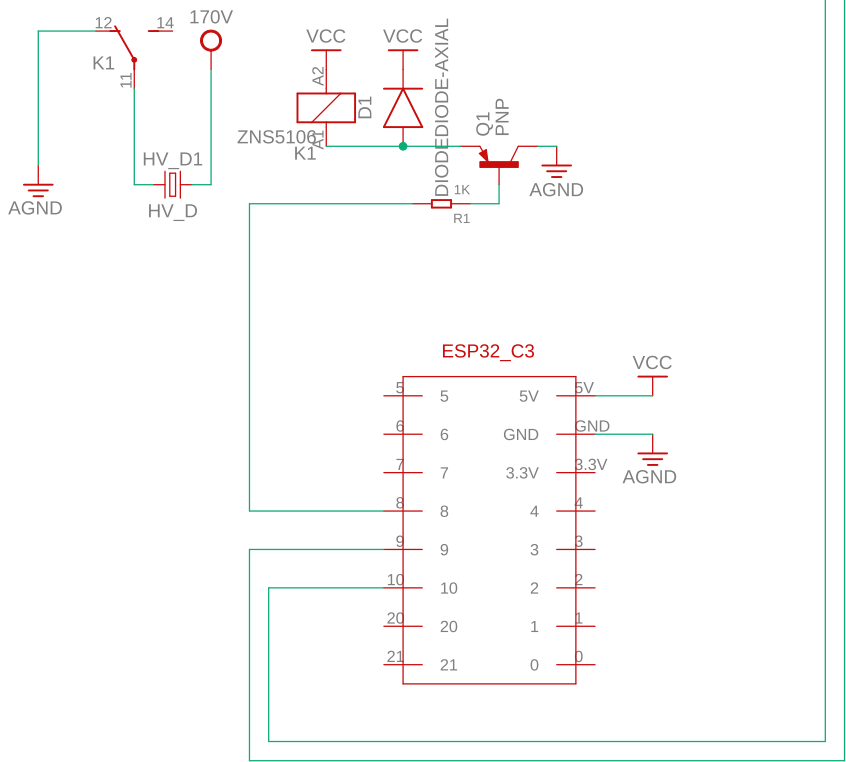 12
14
170V
K1
11
HV_D1
HV_D
AGND
VCC
VCC
A2
D1
DIODEDIODE-AXIAL
ZNS5106
A1
K1
Q1
PNP
AGND
1K
R1
ESP32_C3
VCC
5 5 5V 5V
6 6 GND GND
AGND
7 7 3.3V 3.3V
8 8 4 4
9 9 3 3
10 10 2 2
20 20 1 1
21 21 0 0